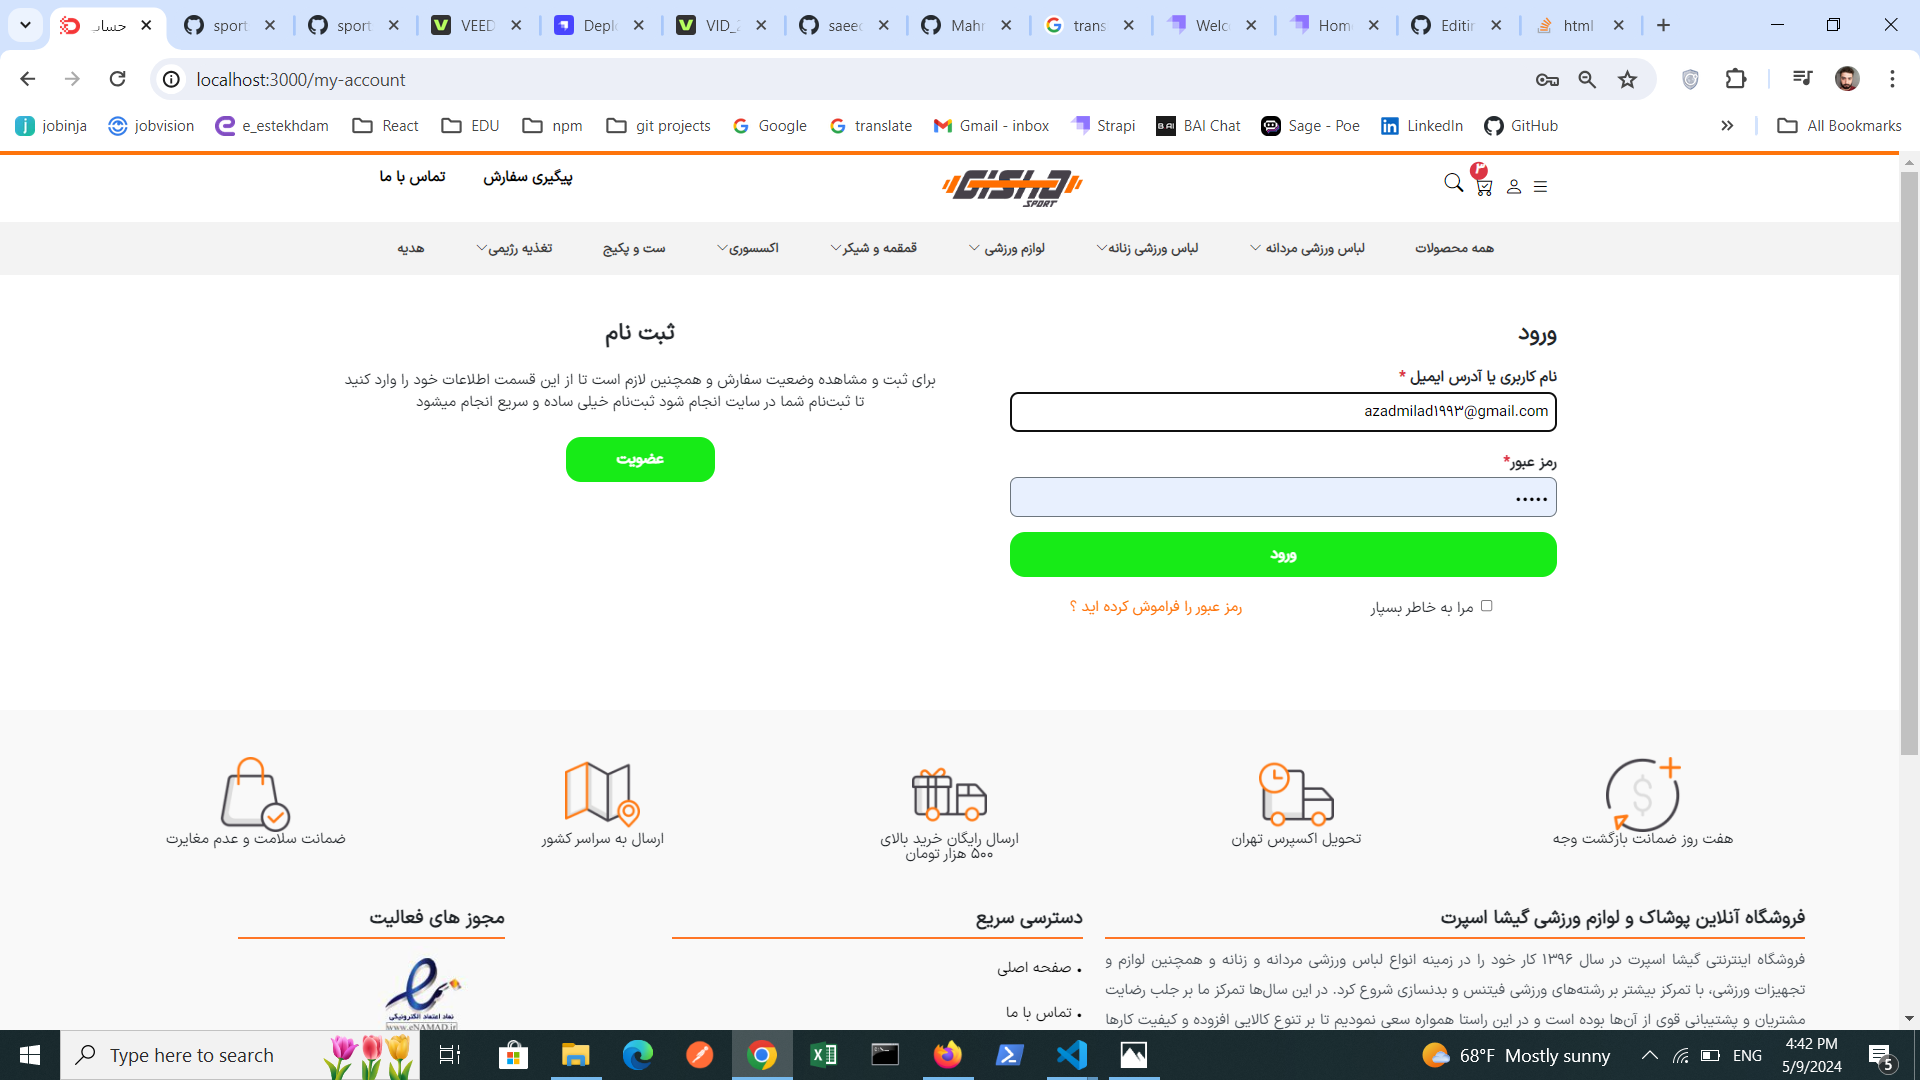 حساب
sport
sport
VEED
Deplo
VID_2
saeed
Mahr
trans
Welc
Hom
Editin
html
localhost:3000/my-account
jobinja
jobvision
e_estekhdam
React
EDU
npm
git projects
Google
translate
Gmail - inbox
Strapi
BAI Chat
Sage - Poe
LinkedIn
GitHub
All Bookmarks
۳
GISHA
SPORT
پیگیری سفارش
تماس با ما
همه محصولات
لباس ورزشی مردانه
لباس ورزشی زنانه
لوازم ورزشی
قمقمه و شیکر
اکسسوری
ست و پکیج
تغذیه رژیمی
هدیه
ورود
نام کاربری یا آدرس ایمیل *
azadmilad۱۹۹۳@gmail.com
رمز عبور*
•••••
ورود
مرا به خاطر بسپار
رمز عبور را فراموش کرده اید ؟
ثبت نام
برای ثبت و مشاهده وضعیت سفارش و همچنین لازم است تا از این قسمت اطلاعات خود را وارد کنید
تا ثبت‌نام شما در سایت انجام شود ثبت‌نام خیلی ساده و سریع انجام میشود
عضویت
هفت روز ضمانت بازگشت وجه
تحویل اکسپرس تهران
ارسال رایگان خرید بالای
۵۰۰ هزار تومان
ارسال به سراسر کشور
ضمانت سلامت و عدم مغایرت
فروشگاه آنلاین پوشاک و لوازم ورزشی گیشا اسپرت
فروشگاه اینترنتی گیشا اسپرت در سال ۱۳۹۶ کار خود را در زمینه انواع لباس ورزشی مردانه و زنانه و همچنین لوازم و
تجهیزات ورزشی، با تمرکز بیشتر بر رشته‌های ورزشی فیتنس و بدنسازی شروع کرد. در این سال‌ها تمرکز ما بر جلب رضایت
مشتریان و پشتیبانی قوی از آن‌ها بوده است و در این راستا همواره سعی نمودیم تا بر تنوع کالایی افزوده و کیفیت کارها
دسترسی سریع
• صفحه اصلی
• تماس با ما
مجوز های فعالیت
نماد اعتماد الکترونیکی
www.eNAMAD.ir
Type here to search
68°F Mostly sunny
ENG
4:42 PM
5/9/2024
5